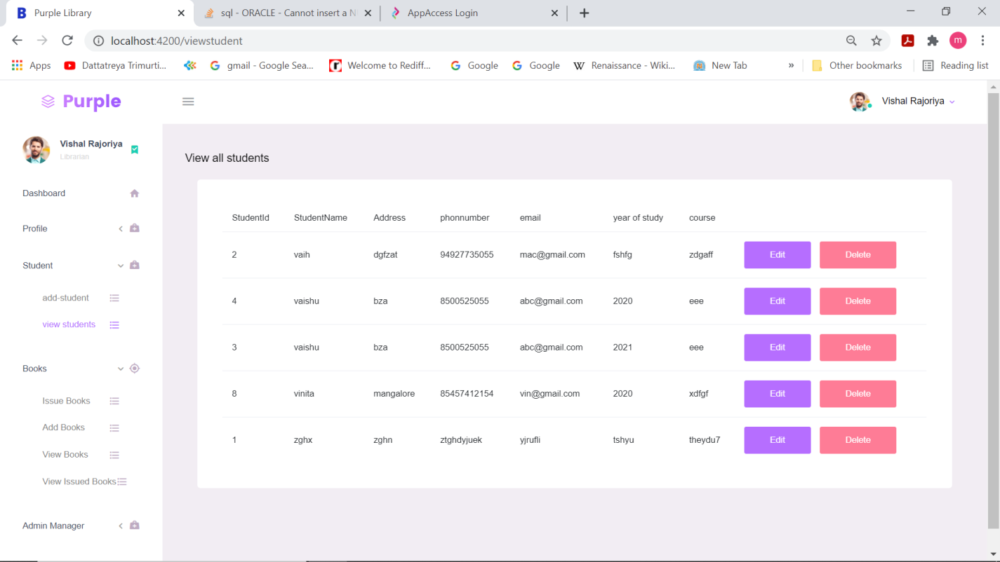 Purple Library
sql - ORACLE - Cannot insert a N
AppAccess Login
localhost:4200/viewstudent
m
Apps
Dattatreya Trimurti...
gmail - Google Sea...
Welcome to Rediff...
Google
Google
Renaissance - Wiki...
New Tab
»
Other bookmarks
Reading list
Purple
Vishal Rajoriya
Vishal Rajoriya
Librarian
Dashboard
Profile
Student
add-student
view students
Books
Issue Books
Add Books
View Books
View Issued Books
Admin Manager
View all students
StudentId StudentName Address phonnumber email year of study course
2 vaih dgfzat 94927735055 mac@gmail.com fshfg zdgaff Edit Delete
4 vaishu bza 8500525055 abc@gmail.com 2020 eee Edit Delete
3 vaishu bza 8500525055 abc@gmail.com 2021 eee Edit Delete
8 vinita mangalore 85457412154 vin@gmail.com 2020 xdfgf Edit Delete
1 zghx zghn ztghdyjuek yjrufli tshyu theydu7 Edit Delete